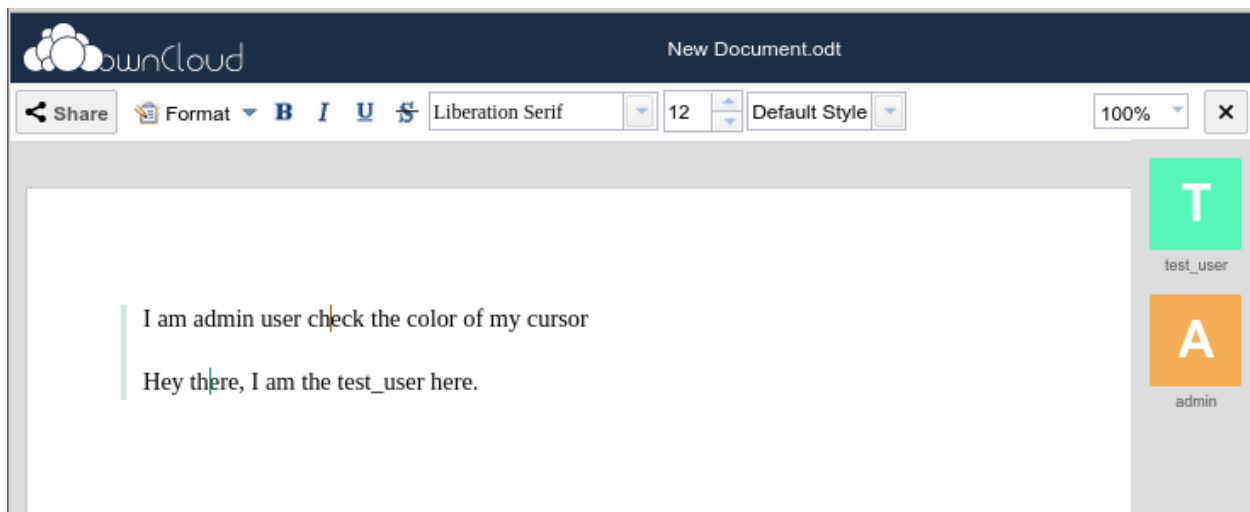 ownCloud
New Document.odt
Share Format B I U S Liberation Serif 12 Default Style 100% ×
T
test_user
I am admin user check the color of my cursor
A
Hey there, I am the test_user here.
admin